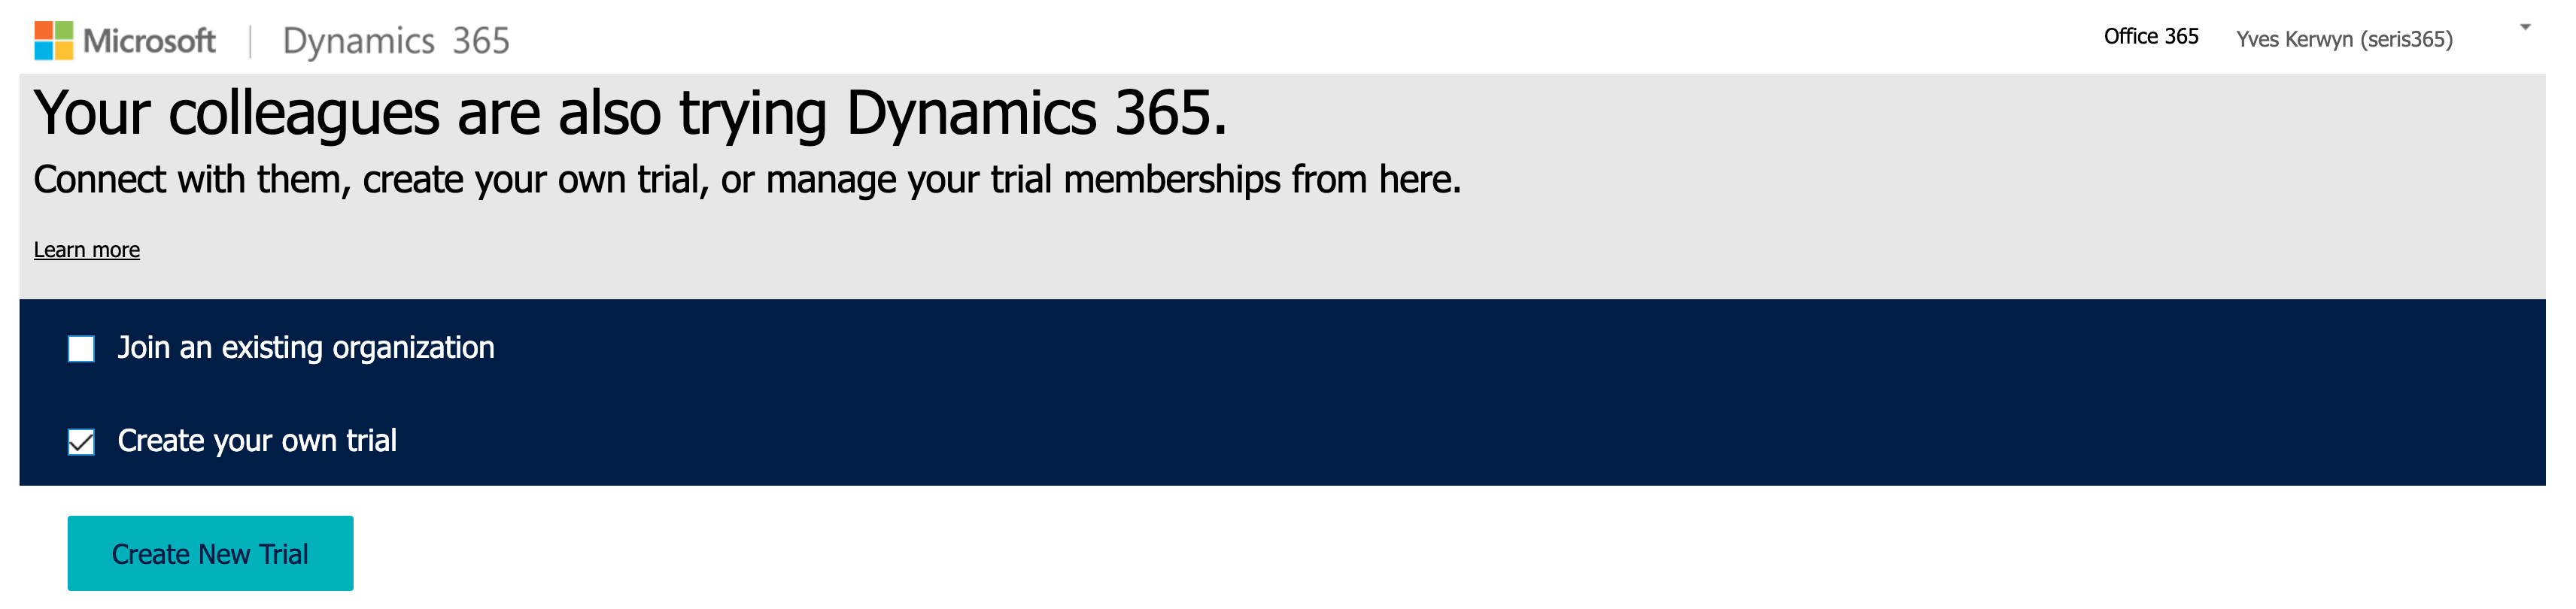 Microsoft | Dynamics 365
Office 365
Yves Kerwyn (seris365)
Your colleagues are also trying Dynamics 365.
Connect with them, create your own trial, or manage your trial memberships from here.
Learn more
Join an existing organization
Create your own trial
Create New Trial